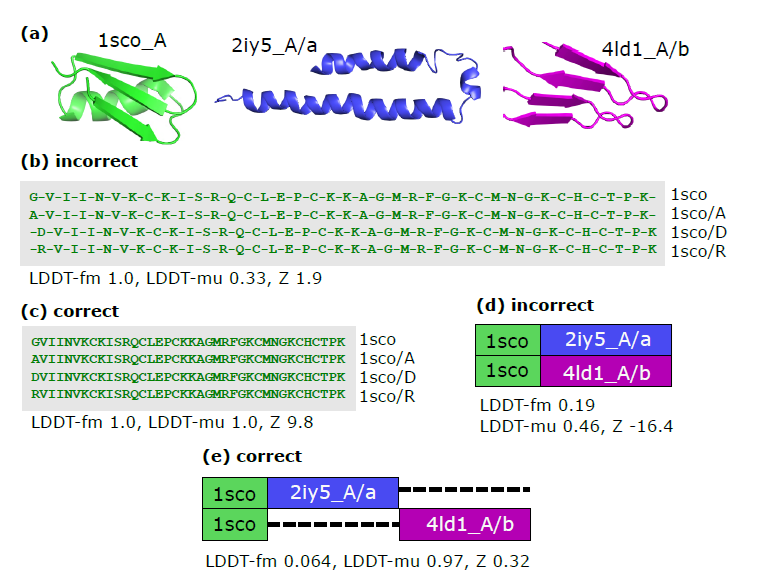 (a)
1sco_A
2iy5_A/a
4ld1_A/b
(b) incorrect
G-V-I-I-N-V-K-C-K-I-S-R-Q-C-L-E-P-C-K-K-A-G-M-R-F-G-K-C-M-N-G-K-C-H-C-T-P-K- 1sco
A-V-I-I-N-V-K-C-K-I-S-R-Q-C-L-E-P-C-K-K-A-G-M-R-F-G-K-C-M-N-G-K-C-H-C-T-P-K- 1sco/A
-D-V-I-I-N-V-K-C-K-I-S-R-Q-C-L-E-P-C-K-K-A-G-M-R-F-G-K-C-M-N-G-K-C-H-C-T-P-K 1sco/D
-R-V-I-I-N-V-K-C-K-I-S-R-Q-C-L-E-P-C-K-K-A-G-M-R-F-G-K-C-M-N-G-K-C-H-C-T-P-K 1sco/R
LDDT-fm 1.0, LDDT-mu 0.33, Z 1.9
(c) correct
GVIINVKCKISRQCLEPCKKAGMRFGKCMNGKCHCTPK 1sco
AVIINVKCKISRQCLEPCKKAGMRFGKCMNGKCHCTPK 1sco/A
DVIINVKCKISRQCLEPCKKAGMRFGKCMNGKCHCTPK 1sco/D
RVIINVKCKISRQCLEPCKKAGMRFGKCMNGKCHCTPK 1sco/R
LDDT-fm 1.0, LDDT-mu 1.0, Z 9.8
(d) incorrect
1sco 2iy5_A/a
1sco 4ld1_A/b
LDDT-fm 0.19
LDDT-mu 0.46, Z -16.4
(e) correct
1sco 2iy5_A/a
1sco 4ld1_A/b
LDDT-fm 0.064, LDDT-mu 0.97, Z 0.32